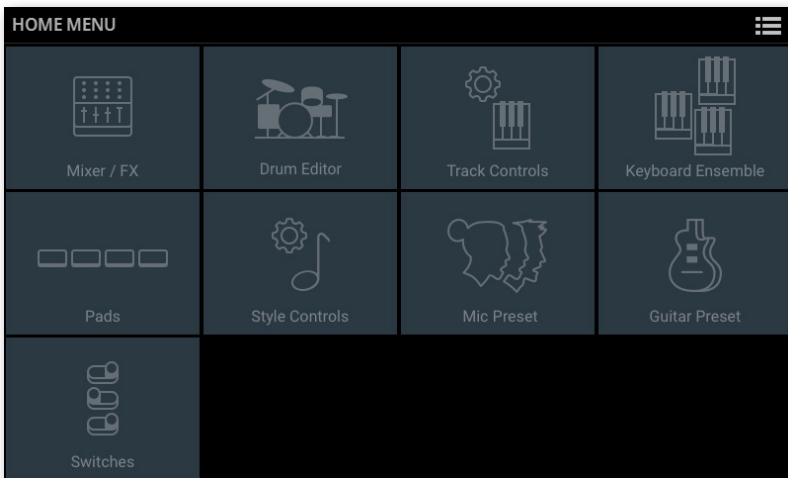 HOME MENU
Mixer / FX
Drum Editor
Track Controls
Keyboard Ensemble
Pads
Style Controls
Mic Preset
Guitar Preset
Switches